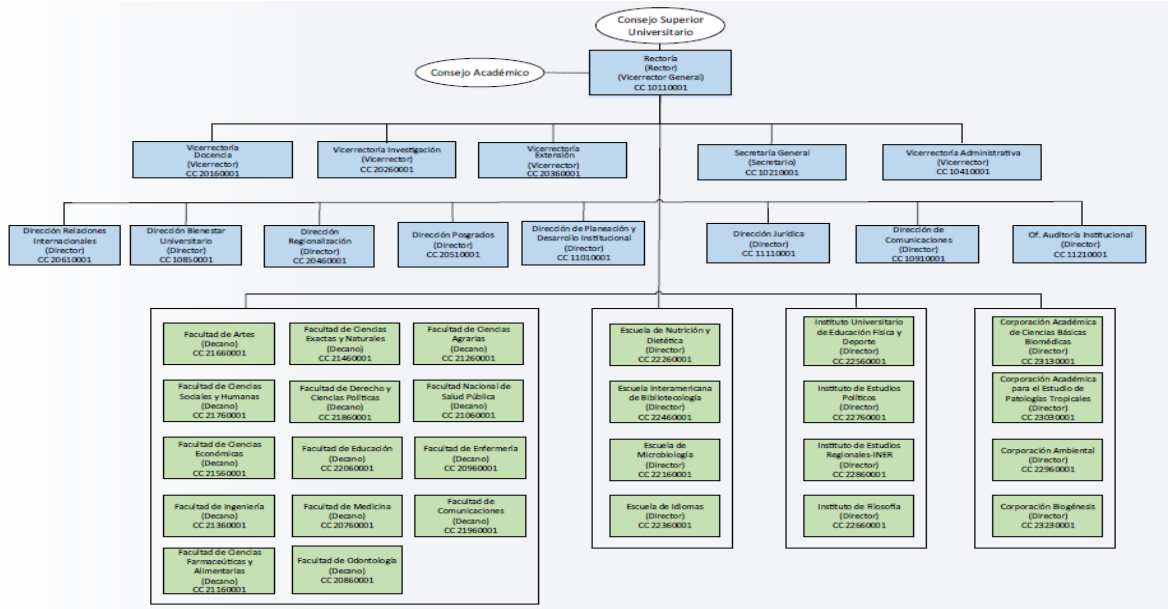 Consejo Superior
Universitario
Rectoría
(Rector)
(Vicerrector General)
CC 10110001
Consejo Académico
Vicerrectoría
Docencia
(Vicerrector)
CC 20160001
Vicerrectoría Investigación
(Vicerrector)
CC 20260001
Vicerrectoría
Extensión
(Vicerrector)
CC 20360001
Secretaría General
(Secretario)
CC 10210001
Vicerrectoría Administrativa
(Vicerrector)
CC 10410001
Dirección Relaciones
Internacionales
(Director)
CC 20610001
Dirección Bienestar
Universitario
(Director)
CC 10850001
Dirección
Regionalización
(Director)
CC 20460001
Dirección Posgrados
(Director)
CC 20510001
Dirección de Planeación y
Desarrollo Institucional
(Director)
CC 11010001
Dirección Jurídica
(Director)
CC 11110001
Dirección de
Comunicaciones
(Director)
CC 10910001
Of. Auditoría Institucional
(Director)
CC 11210001
Facultad de Artes
(Decano)
CC 21660001
Facultad de Ciencias
Exactas y Naturales
(Decano)
CC 21460001
Facultad de Ciencias
Agrarias
(Decano)
CC 21260001
Facultad de Ciencias
Sociales y Humanas
(Decano)
CC 21760001
Facultad de Derecho y
Ciencias Políticas
(Decano)
CC 21860001
Facultad Nacional de
Salud Pública
(Decano)
CC 21060001
Facultad de Ciencias
Económicas
(Decano)
CC 21560001
Facultad de Educación
(Decano)
CC 22060001
Facultad de Enfermería
(Decano)
CC 20960001
Facultad de Ingeniería
(Decano)
CC 21360001
Facultad de Medicina
(Decano)
CC 20760001
Facultad de
Comunicaciones
(Decano)
CC 21960001
Facultad de Ciencias
Farmaceúticas y
Alimentarias
(Decano)
CC 21160001
Facultad de Odontología
(Decano)
CC 20860001
Escuela de Nutrición y
Dietética
(Director)
CC 22260001
Escuela Interamericana
de Bibliotecología
(Director)
CC 22460001
Escuela de
Microbiología
(Director)
CC 22160001
Escuela de Idiomas
(Director)
CC 22360001
Instituto Universitario
de Educación Física y
Deporte
(Director)
CC 22560001
Instituto de Estudios
Políticos
(Director)
CC 22760001
Instituto de Estudios
Regionales-INER
(Director)
CC 22860001
Instituto de Filosofía
(Director)
CC 22660001
Corporación Académica
de Ciencias Básicas
Biomédicas
(Director)
CC 23130001
Corporación Académica
para el Estudio de
Patologías Tropicales
(Director)
CC 23030001
Corporación Ambiental
(Director)
CC 22960001
Corporación Biogénesis
(Director)
CC 23230001